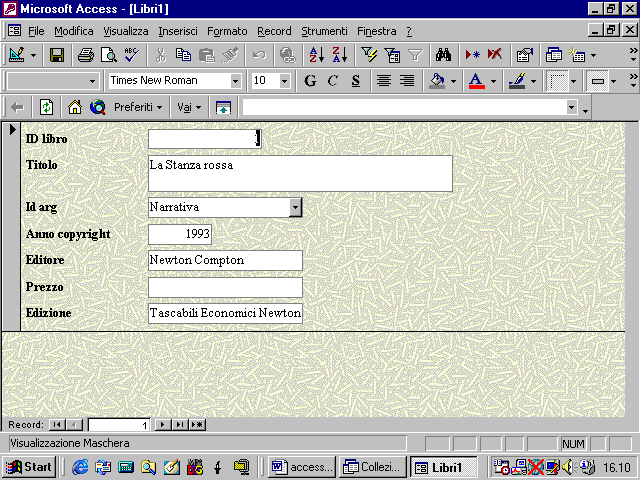 Microsoft Access - [Libri1]
File Modifica Visualizza Inserisci Formato Record Strumenti Finestra ?
Times New Roman 10 G C S
Preferiti Vai
ID libro
Titolo La Stanza rossa
Id arg Narrativa
Anno copyright 1993
Editore Newton Compton
Prezzo
Edizione Tascabili Economici Newton
Record: 1
Visualizzazione Maschera NUM
Start access... Collezi... Libri1 16.10